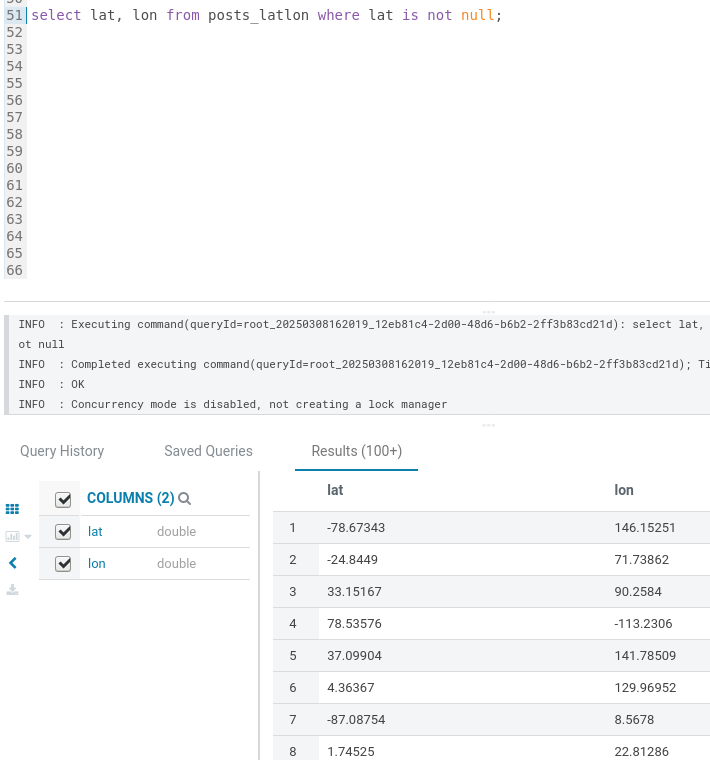 50
51 select lat, lon from posts_latlon where lat is not null;
52
53
54
55
56
57
58
59
60
61
62
63
64
65
66
INFO : Executing command(queryId=root_20250308162019_12eb81c4-2d00-48d6-b6b2-2ff3b83cd21d): select lat,
ot null
INFO : Completed executing command(queryId=root_20250308162019_12eb81c4-2d00-48d6-b6b2-2ff3b83cd21d); Ti
INFO : OK
INFO : Concurrency mode is disabled, not creating a lock manager
Query History Saved Queries Results (100+)
COLUMNS (2)
lat double
lon double
lat lon
1 -78.67343 146.15251
2 -24.8449 71.73862
3 33.15167 90.2584
4 78.53576 -113.2306
5 37.09904 141.78509
6 4.36367 129.96952
7 -87.08754 8.5678
8 1.74525 22.81286